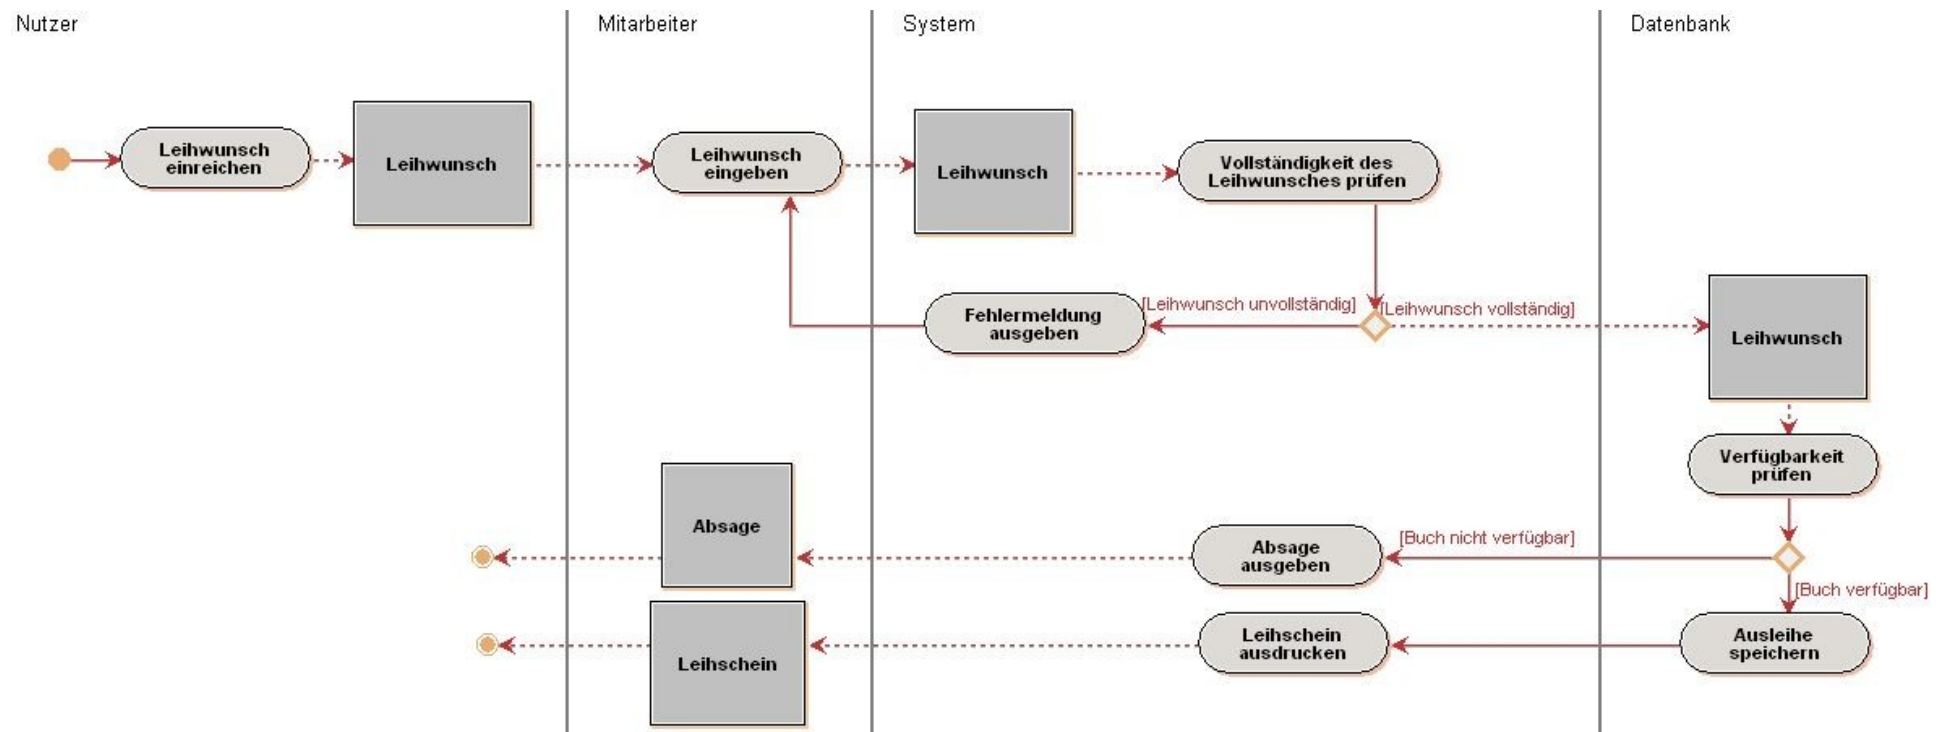 Nutzer
Mitarbeiter
System
Datenbank
Leihwunsch
einreichen
Leihwunsch
Leihwunsch
eingeben
Leihwunsch
Vollständigkeit des
Leihwunsches prüfen
[Leihwunsch unvollständig]
[Leihwunsch vollständig]
Fehlermeldung
ausgeben
Leihwunsch
Verfügbarkeit
prüfen
Absage
Absage
ausgeben
[Buch nicht verfügbar]
[Buch verfügbar]
Leihschein
Leihschein
ausdrucken
Ausleihe
speichern